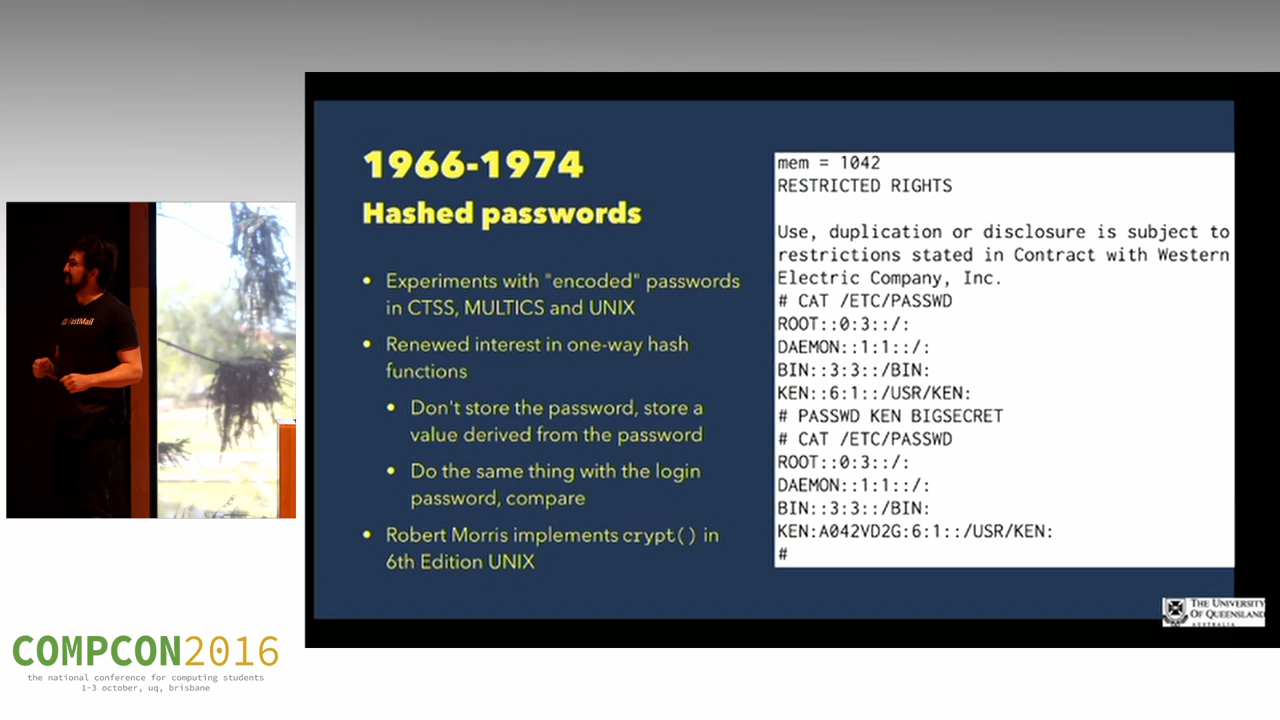 1966-1974
Hashed passwords
• Experiments with "encoded" passwords
in CTSS, MULTICS and UNIX
• Renewed interest in one-way hash
functions
• Don't store the password, store a
value derived from the password
• Do the same thing with the login
password, compare
• Robert Morris implements crypt() in
6th Edition UNIX
mem = 1042
RESTRICTED RIGHTS
Use, duplication or disclosure is subject to
restrictions stated in Contract with Western
Electric Company, Inc.
# CAT /ETC/PASSWD
ROOT::0:3::/:
DAEMON::1:1::/:
BIN::3:3::/BIN:
KEN::6:1::/USR/KEN:
# PASSWD KEN BIGSECRET
# CAT /ETC/PASSWD
ROOT::0:3::/:
DAEMON::1:1::/:
BIN::3:3::/BIN:
KEN:A042VD2G:6:1::/USR/KEN:
#
FastMail
THE UNIVERSITY
OF QUEENSLAND
AUSTRALIA
COMPCON2016
the national conference for computing students
1-3 october, uq, brisbane